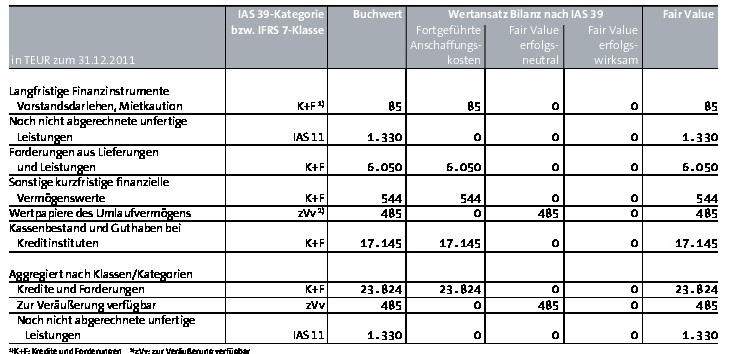 IAS 39-Kategorie Buchwert Wertansatz Bilanz nach IAS 39 Fair Value
bzw. IFRS 7-Klasse Fortgeführte Fair Value Fair Value
Anschaffungs- erfolgs- erfolgs-
in TEUR zum 31.12.2011 kosten neutral wirksam
Langfristige Finanzinstrumente
Vorstandsdarlehen, Mietkaution K+F 1) 85 85 0 0 85
Noch nicht abgerechnete unfertige
Leistungen IAS 11 1.330 0 0 0 1.330
Forderungen aus Lieferungen
und Leistungen K+F 6.050 6.050 0 0 6.050
Sonstige kurzfristige finanzielle
Vermögenswerte K+F 544 544 0 0 544
Wertpapiere des Umlaufvermögens zVv 2) 485 0 485 0 485
Kassenbestand und Guthaben bei
Kreditinstituten K+F 17.145 17.145 0 0 17.145
Aggregiert nach Klassen/Kategorien
Kredite und Forderungen K+F 23.824 23.824 0 0 23.824
Zur Veräußerung verfügbar zVv 485 0 485 0 485
Noch nicht abgerechnete unfertige
Leistungen IAS 11 1.330 0 0 0 1.330
1) K+F: Kredite und Forderungen 2) zVv: zur Veräußerung verfügbar